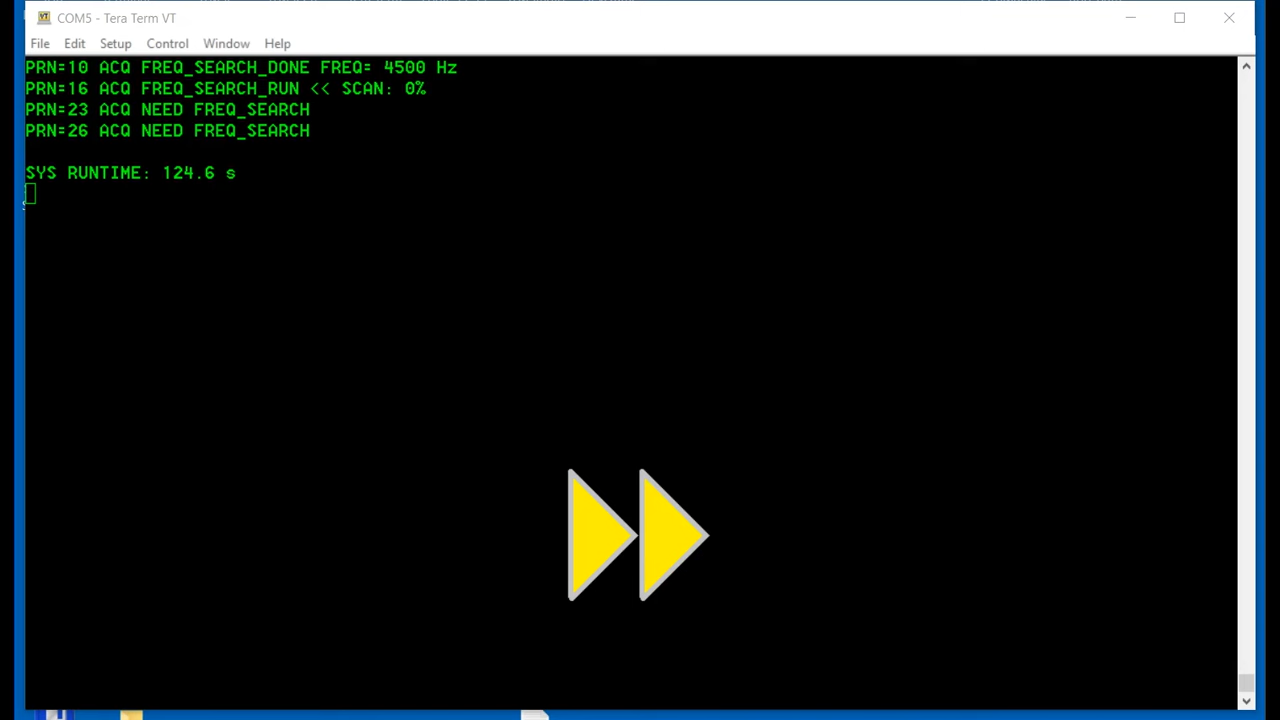 COM5 - Tera Term VT
File Edit Setup Control Window Help
PRN=10 ACQ FREQ_SEARCH_DONE FREQ= 4500 Hz
PRN=16 ACQ FREQ_SEARCH_RUN << SCAN: 0%
PRN=23 ACQ NEED FREQ_SEARCH
PRN=26 ACQ NEED FREQ_SEARCH
SYS RUNTIME: 124.6 s